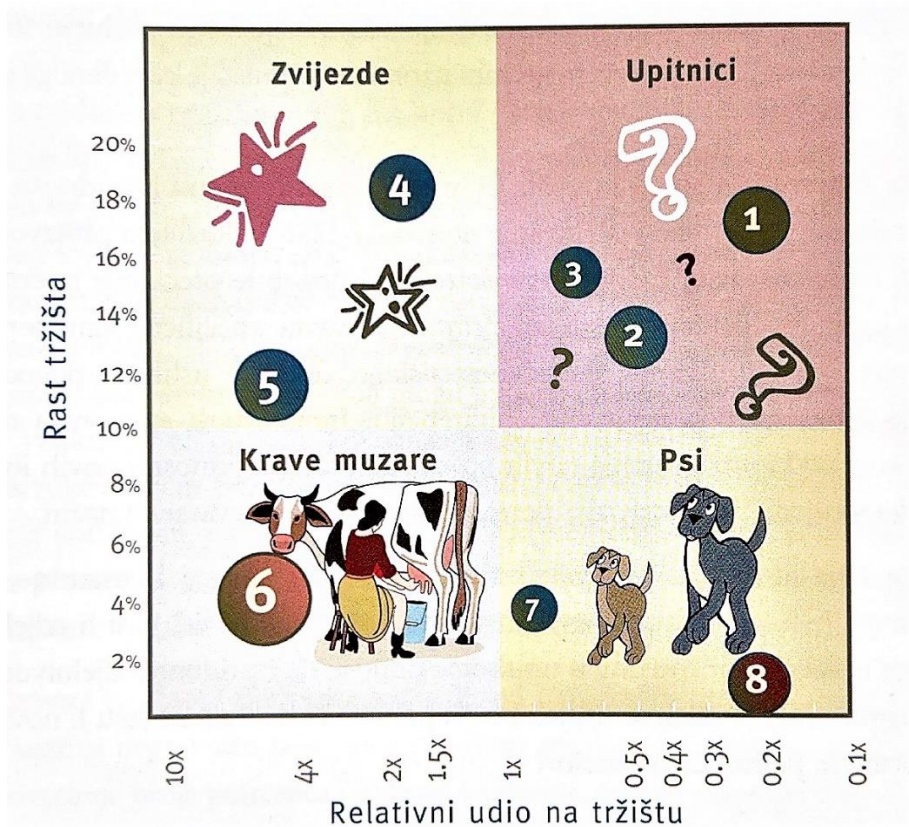 Zvijezde
Upitnici
20%
18%
16%
14%
12%
10%
8%
6%
4%
2%
Rast tržišta
4
?
1
3
?
2
?
?
5
Krave muzare
Psi
6
7
8
10x
4x
2x
1.5x
1x
0.5x
0.4x
0.3x
0.2x
0.1x
Relativni udio na tržištu